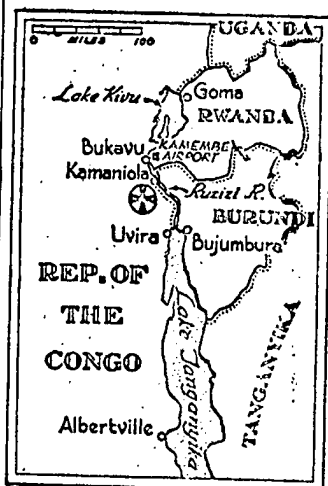 UGANDA
0 MILES 100
Lake Kivu
Goma
RWANDA
Bukavu
KAMEMBE
AIRPORT
Kamaniola
Ruzizi R.
BURUNDI
Uvira
Bujumbura
REP. OF
THE
CONGO
Lake Tanganyika
TANGANYIKA
Albertville